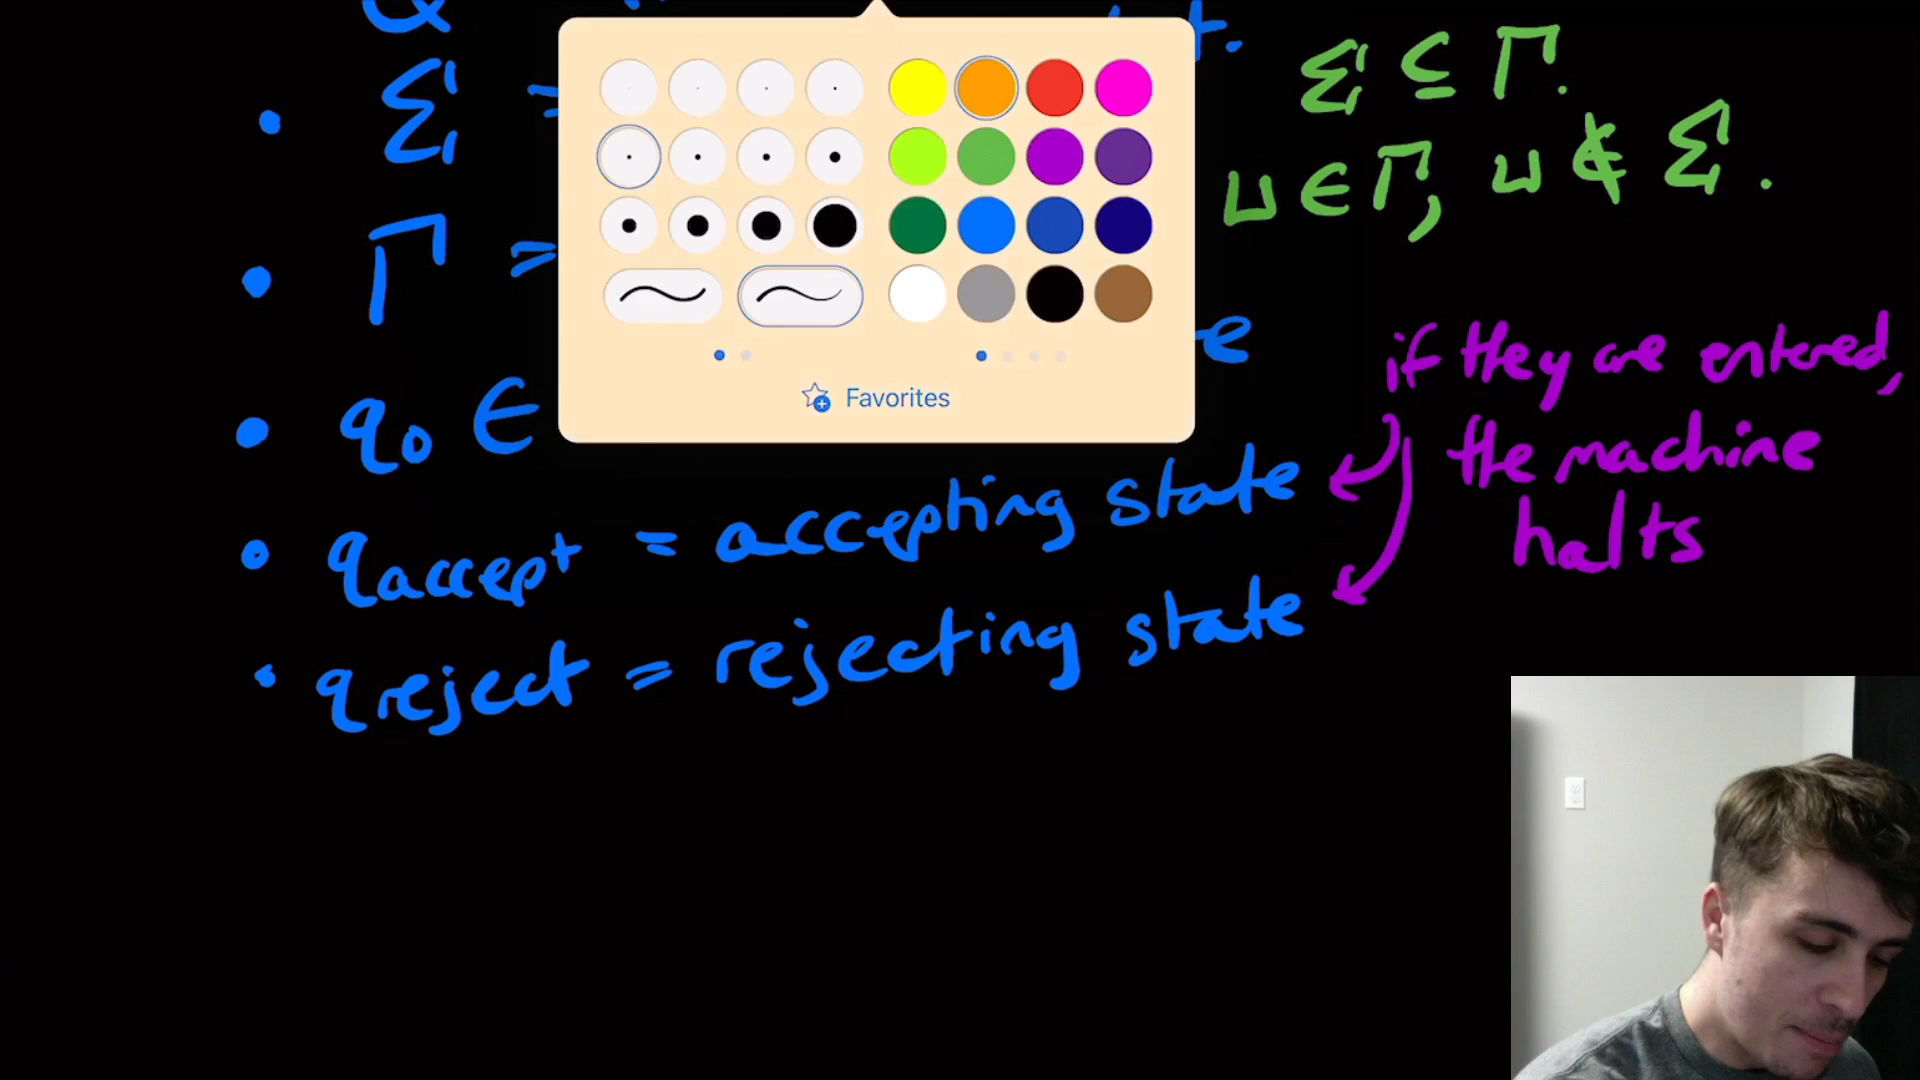 Σ ⊆ Γ.
• Σ =
⊔ ∈ Γ, ⊔ ∉ Σ.
• Γ =
if they are entered,
Favorites
• q0 ∈
the machine
halts
• qaccept = accepting state
• qreject = rejecting state